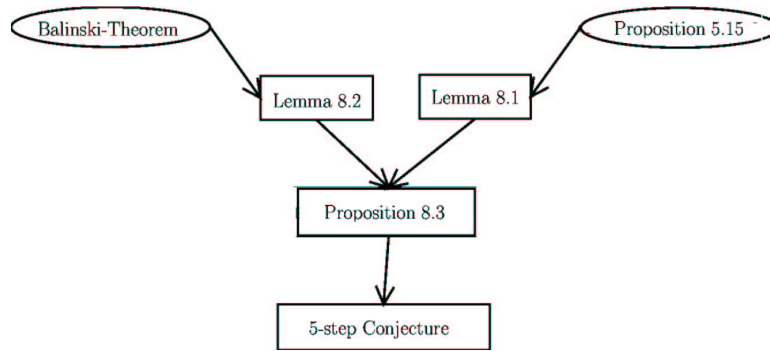 Balinski-Theorem
Proposition 5.15
Lemma 8.2
Lemma 8.1
Proposition 8.3
5-step Conjecture